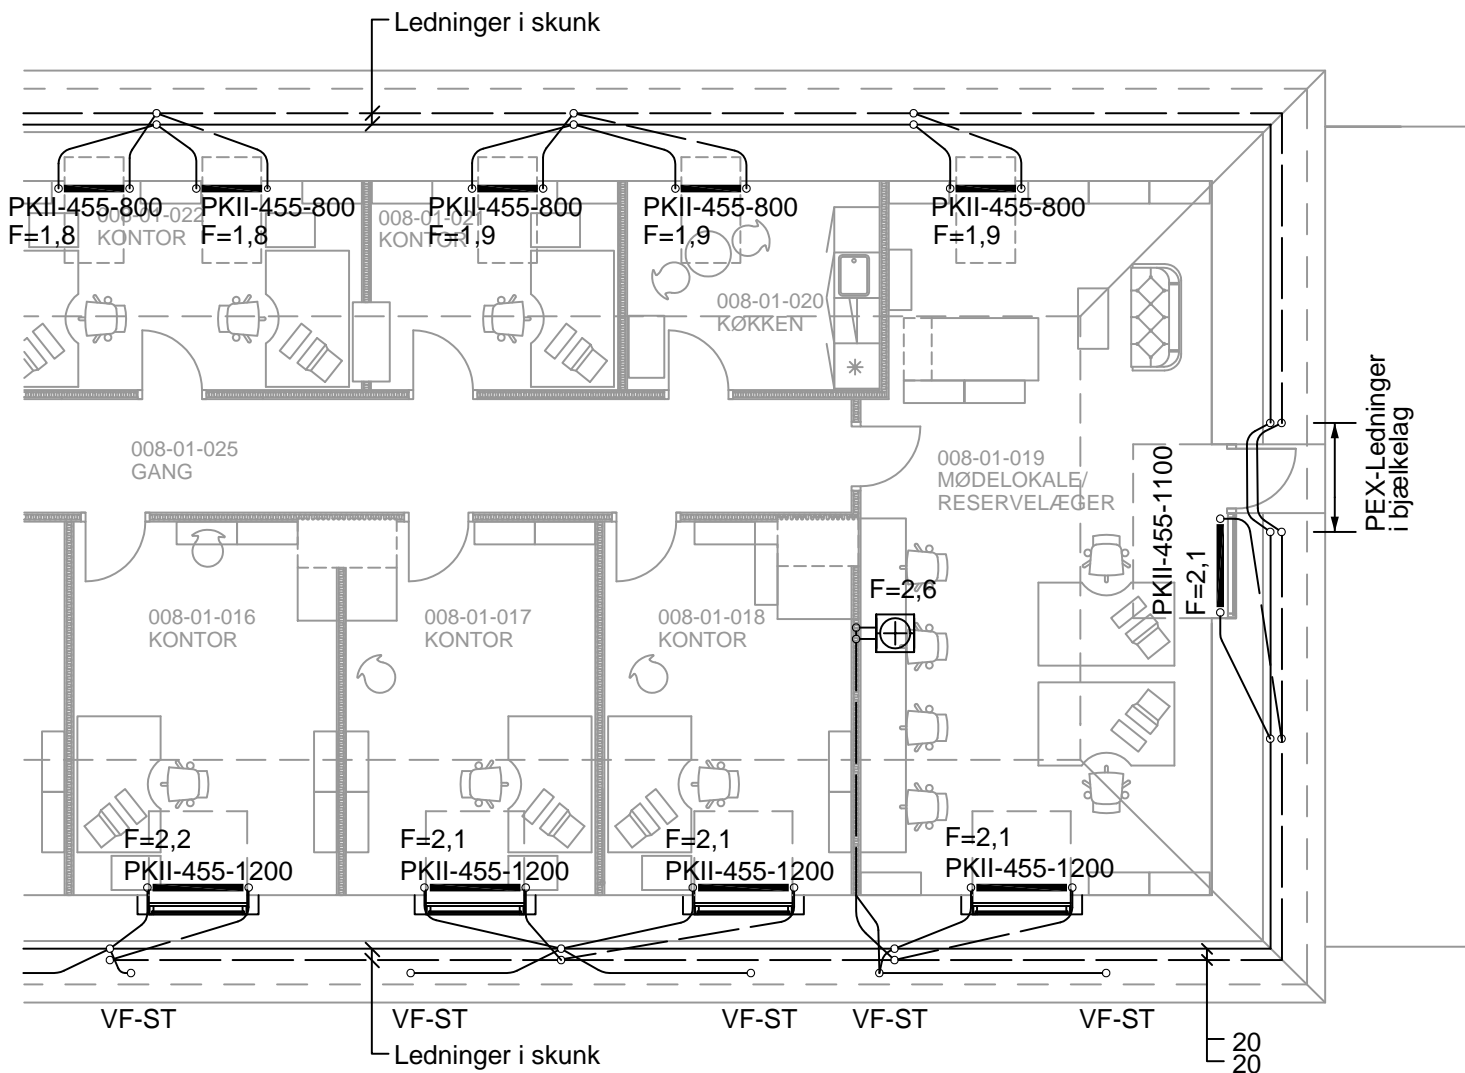 Ledninger i skunk
PKII-455-800
F=1,8
008-01-022
KONTOR
PKII-455-800
F=1,8
008-01-021
KONTOR
PKII-455-800
F=1,9
PKII-455-800
F=1,9
PKII-455-800
F=1,9
008-01-020
KØKKEN
PEX-Ledninger
i bjælkelag
008-01-025
GANG
008-01-019
MØDELOKALE/
RESERVELÆGER
PKII-455-1100
F=2,1
F=2,6
008-01-016
KONTOR
008-01-017
KONTOR
008-01-018
KONTOR
F=2,2
PKII-455-1200
F=2,1
PKII-455-1200
F=2,1
PKII-455-1200
F=2,1
PKII-455-1200
VF-ST
VF-ST
VF-ST
VF-ST
VF-ST
Ledninger i skunk
20
20